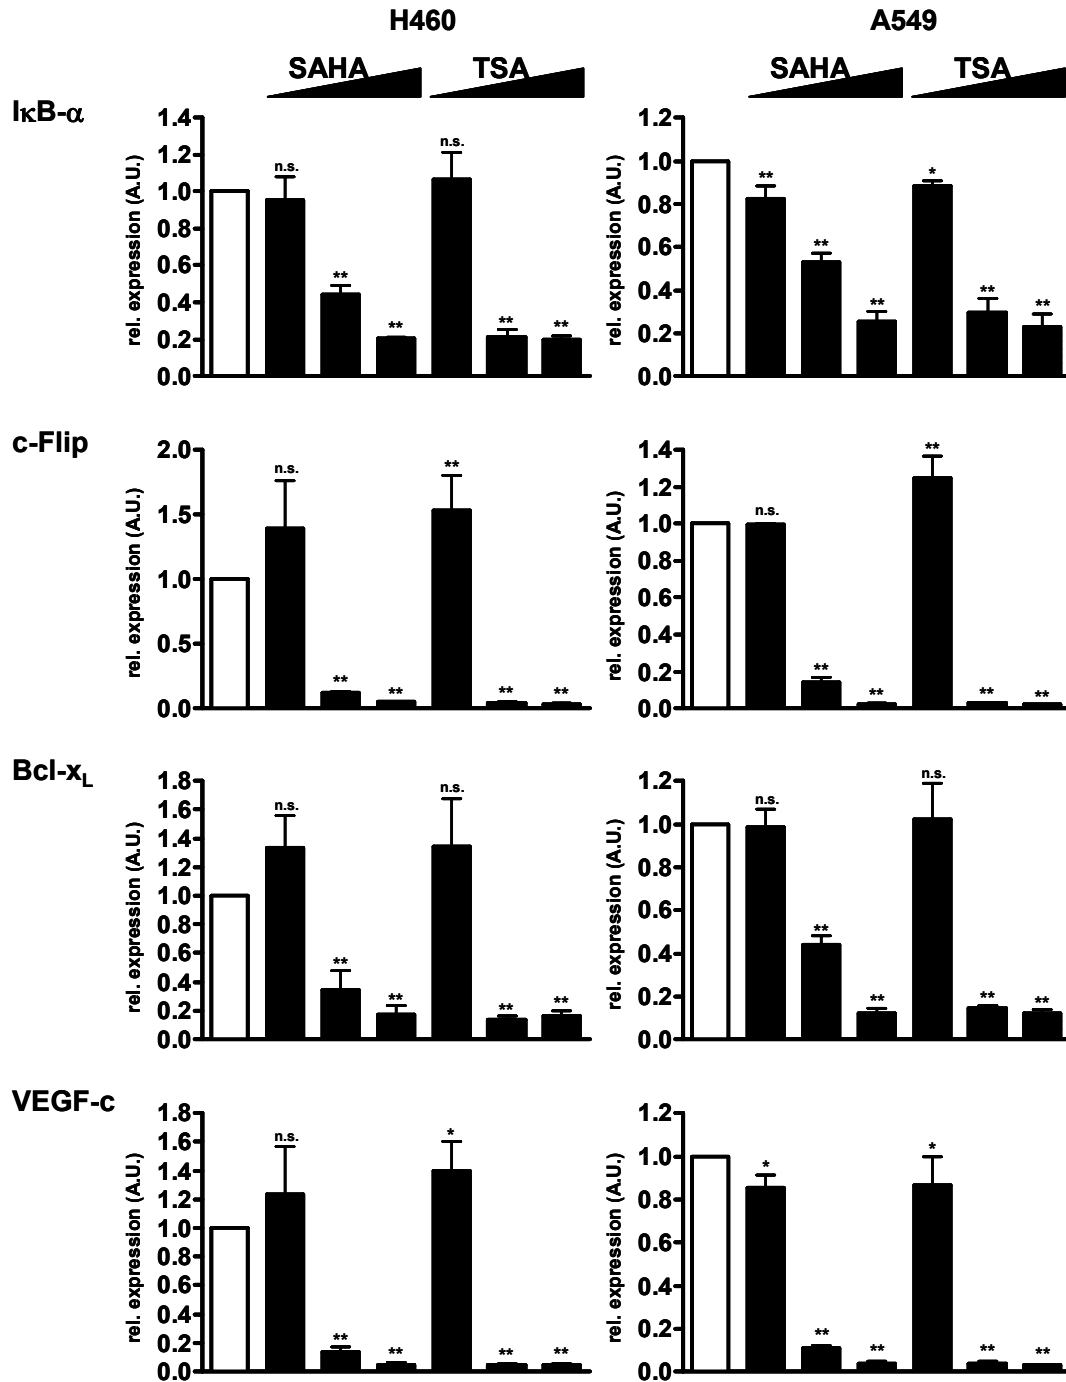 H460 A549
SAHA TSA SAHA TSA
IκB-α
rel. expression (A.U.)
1.4
1.2
1.0
0.8
0.6
0.4
0.2
0.0
n.s. ** ** n.s. ** **
rel. expression (A.U.)
1.2
1.0
0.8
0.6
0.4
0.2
0.0
** ** ** * ** **
c-Flip
rel. expression (A.U.)
2.0
1.5
1.0
0.5
0.0
n.s. ** ** ** ** **
rel. expression (A.U.)
1.4
1.2
1.0
0.8
0.6
0.4
0.2
0.0
n.s. ** ** ** ** **
Bcl-xL
rel. expression (A.U.)
1.8
1.6
1.4
1.2
1.0
0.8
0.6
0.4
0.2
0.0
n.s. ** ** n.s. ** **
rel. expression (A.U.)
1.2
1.0
0.8
0.6
0.4
0.2
0.0
n.s. ** ** n.s. ** **
VEGF-c
rel. expression (A.U.)
1.8
1.6
1.4
1.2
1.0
0.8
0.6
0.4
0.2
0.0
n.s. ** ** * ** **
rel. expression (A.U.)
1.2
1.0
0.8
0.6
0.4
0.2
0.0
* ** ** * ** **